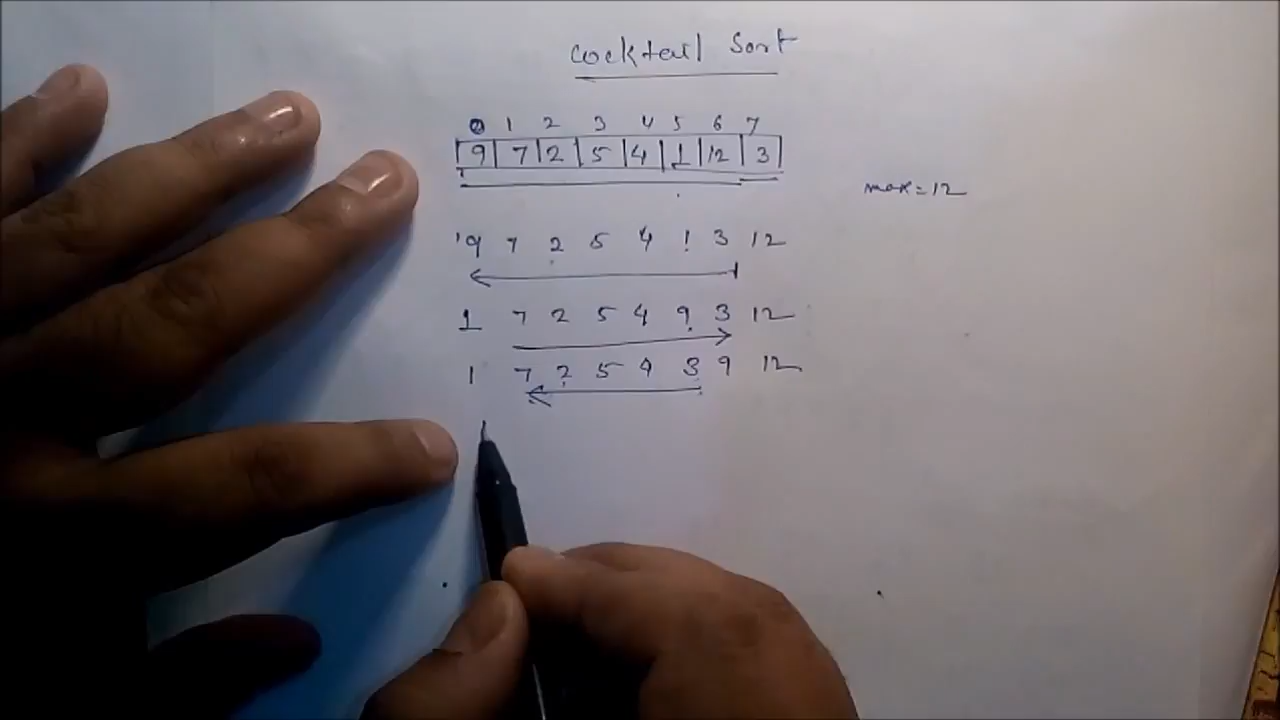 Cocktail Sort
0 1 2 3 4 5 6 7
9 7 2 5 4 1 12 3
max = 12
9 7 2 5 4 1 3 12
1 7 2 5 4 9 3 12
1 7 2 5 4 3 9 12